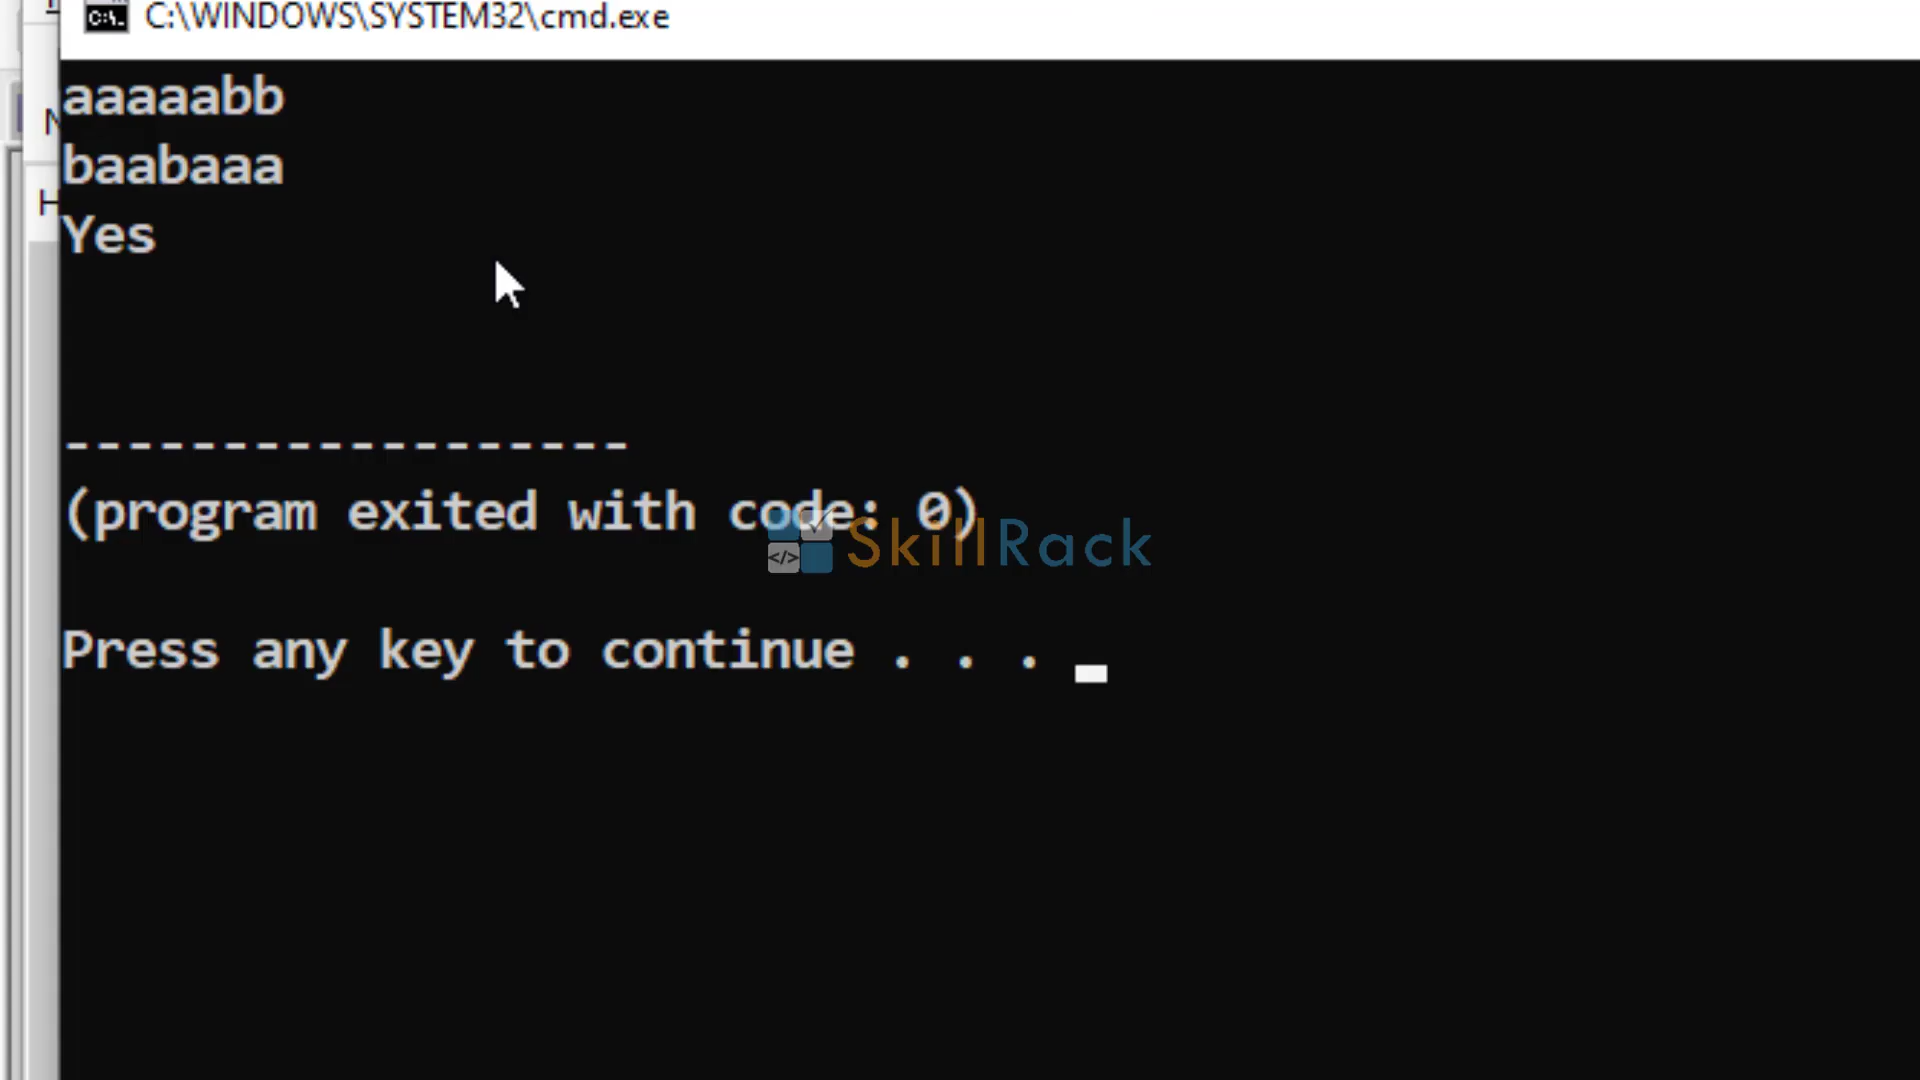 C:\WINDOWS\SYSTEM32\cmd.exe
aaaaabb
baabaaa
Yes
------------------
(program exited with code: 0)
SkillRack
Press any key to continue . . .